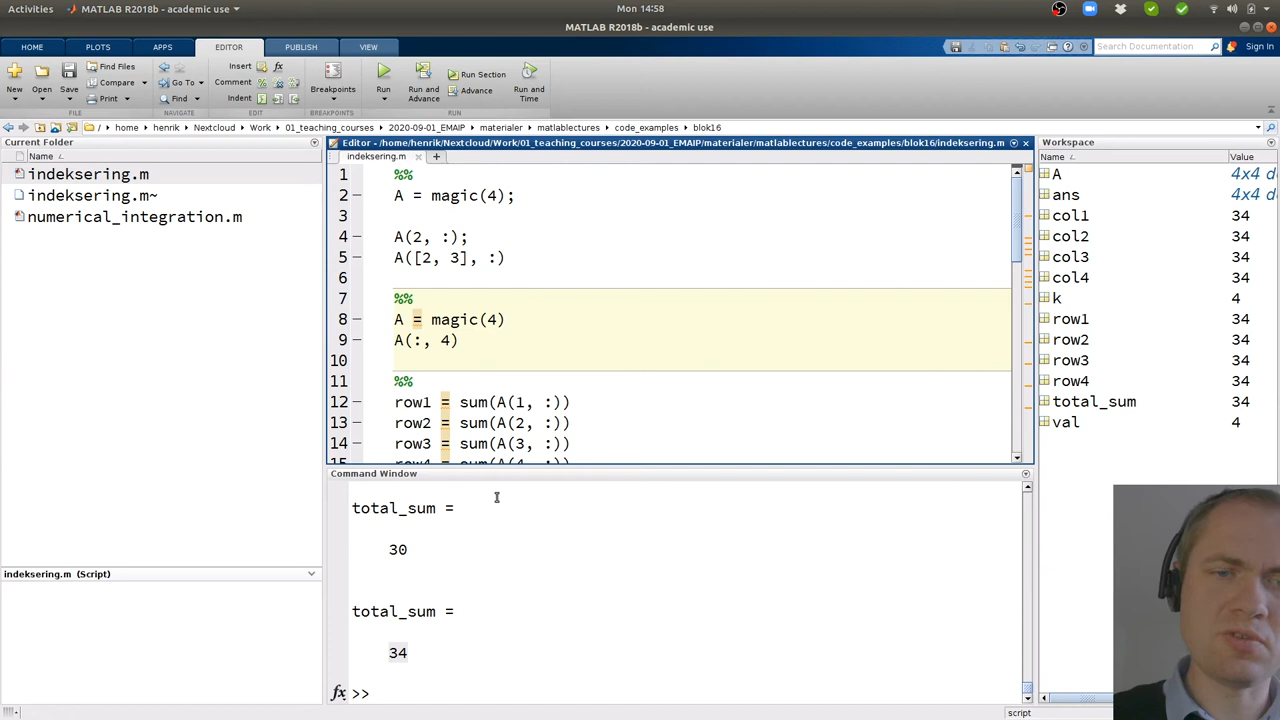 Activities MATLAB R2018b - academic use Mon 14:58
MATLAB R2018b - academic use
HOME PLOTS APPS EDITOR PUBLISH VIEW Search Documentation Sign In
New Open Save Find Files Compare Print Go To Find Insert Comment Indent Breakpoints Run Run and Advance Run Section Advance Run and Time
FILE NAVIGATE EDIT BREAKPOINTS RUN
/ home henrik Nextcloud Work 01_teaching_courses 2020-09-01_EMAIP materialer matlablectures code_examples blok16
Current Folder
Name
indeksering.m
indeksering.m~
numerical_integration.m
indeksering.m (Script)
Editor - /home/henrik/Nextcloud/Work/01_teaching_courses/2020-09-01_EMAIP/materialer/matlablectures/code_examples/blok16/indeksering.m
indeksering.m
1 %%
2 A = magic(4);
3
4 A(2, :);
5 A([2, 3], :)
6
7 %%
8 A = magic(4)
9 A(:, 4)
10
11 %%
12 row1 = sum(A(1, :))
13 row2 = sum(A(2, :))
14 row3 = sum(A(3, :))
15 row4 = sum(A(4, :))
Command Window
total_sum =
30
total_sum =
34
fx >>
Workspace
Name Value
A 4x4 d
ans 4x4 d
col1 34
col2 34
col3 34
col4 34
k 4
row1 34
row2 34
row3 34
row4 34
total_sum 34
val 4
script